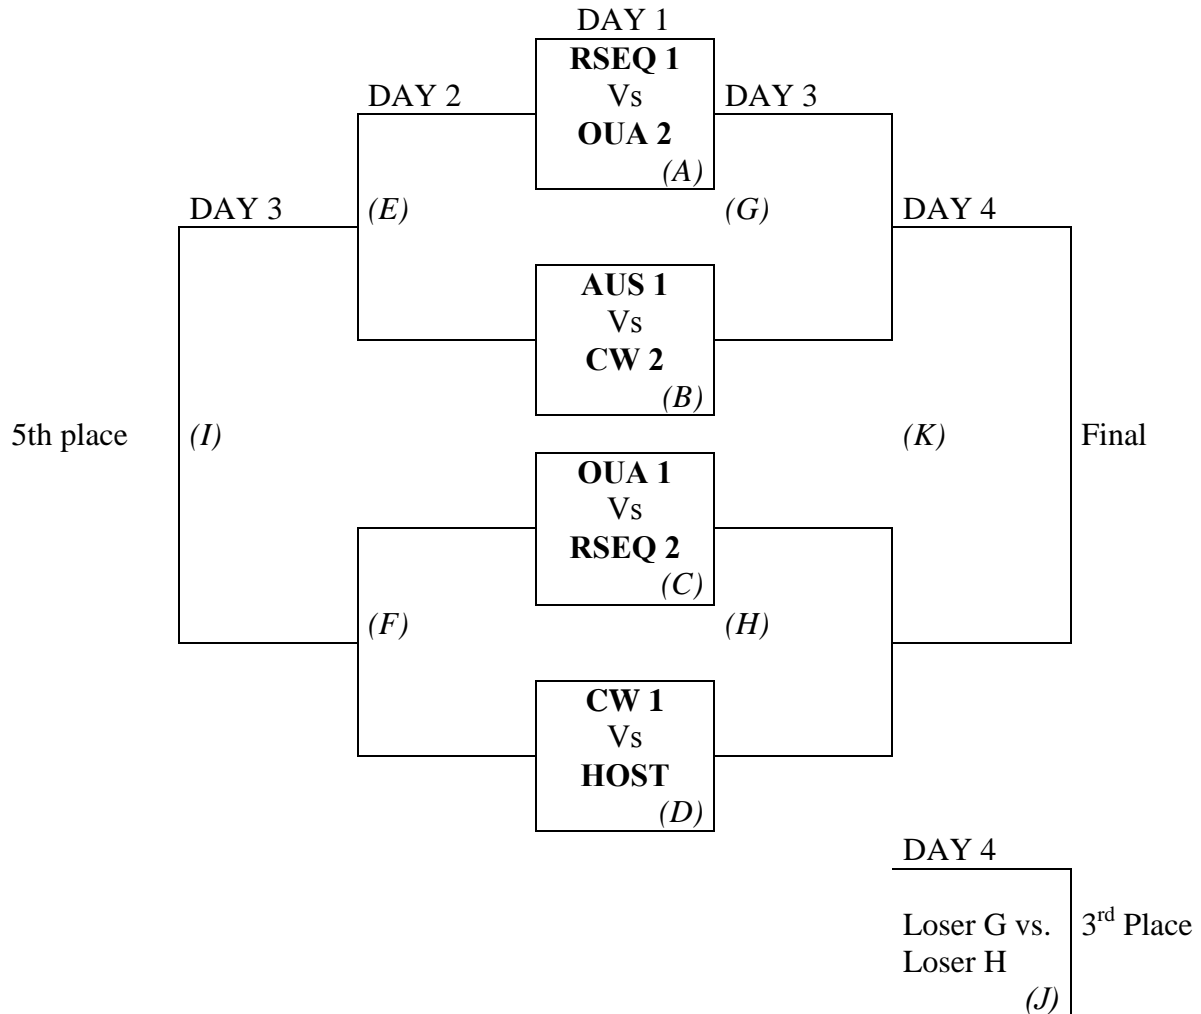 DAY 1
RSEQ 1
DAY 2
Vs
DAY 3
OUA 2
(A)
DAY 3
(E)
(G)
DAY 4
AUS 1
Vs
CW 2
(B)
5th place
(I)
(K)
Final
OUA 1
Vs
RSEQ 2
(C)
(F)
(H)
CW 1
Vs
HOST
(D)
DAY 4
Loser G vs.
3rd Place
Loser H
(J)